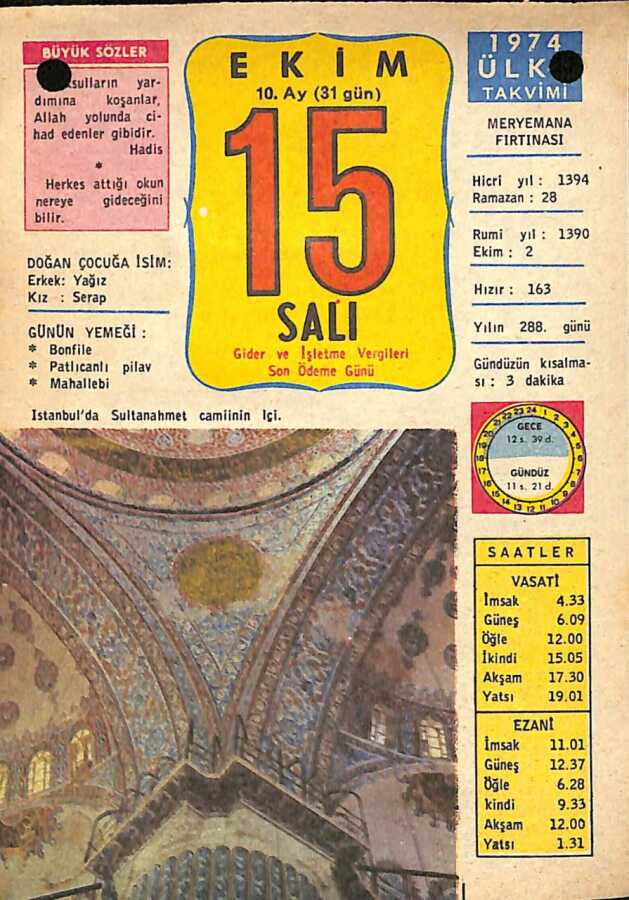 BÜYÜK SÖZLER
yar-
dımına koşanlar,
Allah yolunda ci-
had edenler gibidir.
Hadis
*
Herkes attığı okun
nereye gideceğini
bilir.
DOĞAN ÇOCUĞA İSİM:
Erkek: Yağız
Kız : Serap
GÜNÜN YEMEĞİ :
* Bonfile
* Patlıcanlı pilav
* Mahallebi
EKİM
10. Ay (31 gün)
15
SALI
Gider ve İşletme Vergileri
Son Ödeme Günü
1974
ÜLK
TAKVİMİ
MERYEMANA
FIRTINASI
Hicri yıl : 1394
Ramazan : 28
Rumi yıl : 1390
Ekim : 2
Hızır : 163
Yılın 288. günü
Gündüzün kısalma-
sı : 3 dakika
Istanbul'da Sultanahmet camiinin Içi.
22 23 24 1 2
GECE
12 s. 39 d.
GÜNDÜZ
11 s. 21 d.
SAATLER
VASATİ
İmsak 4.33
Güneş 6.09
Öğle 12.00
İkindi 15.05
Akşam 17.30
Yatsı 19.01
EZANİ
İmsak 11.01
Güneş 12.37
Öğle 6.28
kindi 9.33
Akşam 12.00
Yatsı 1.31